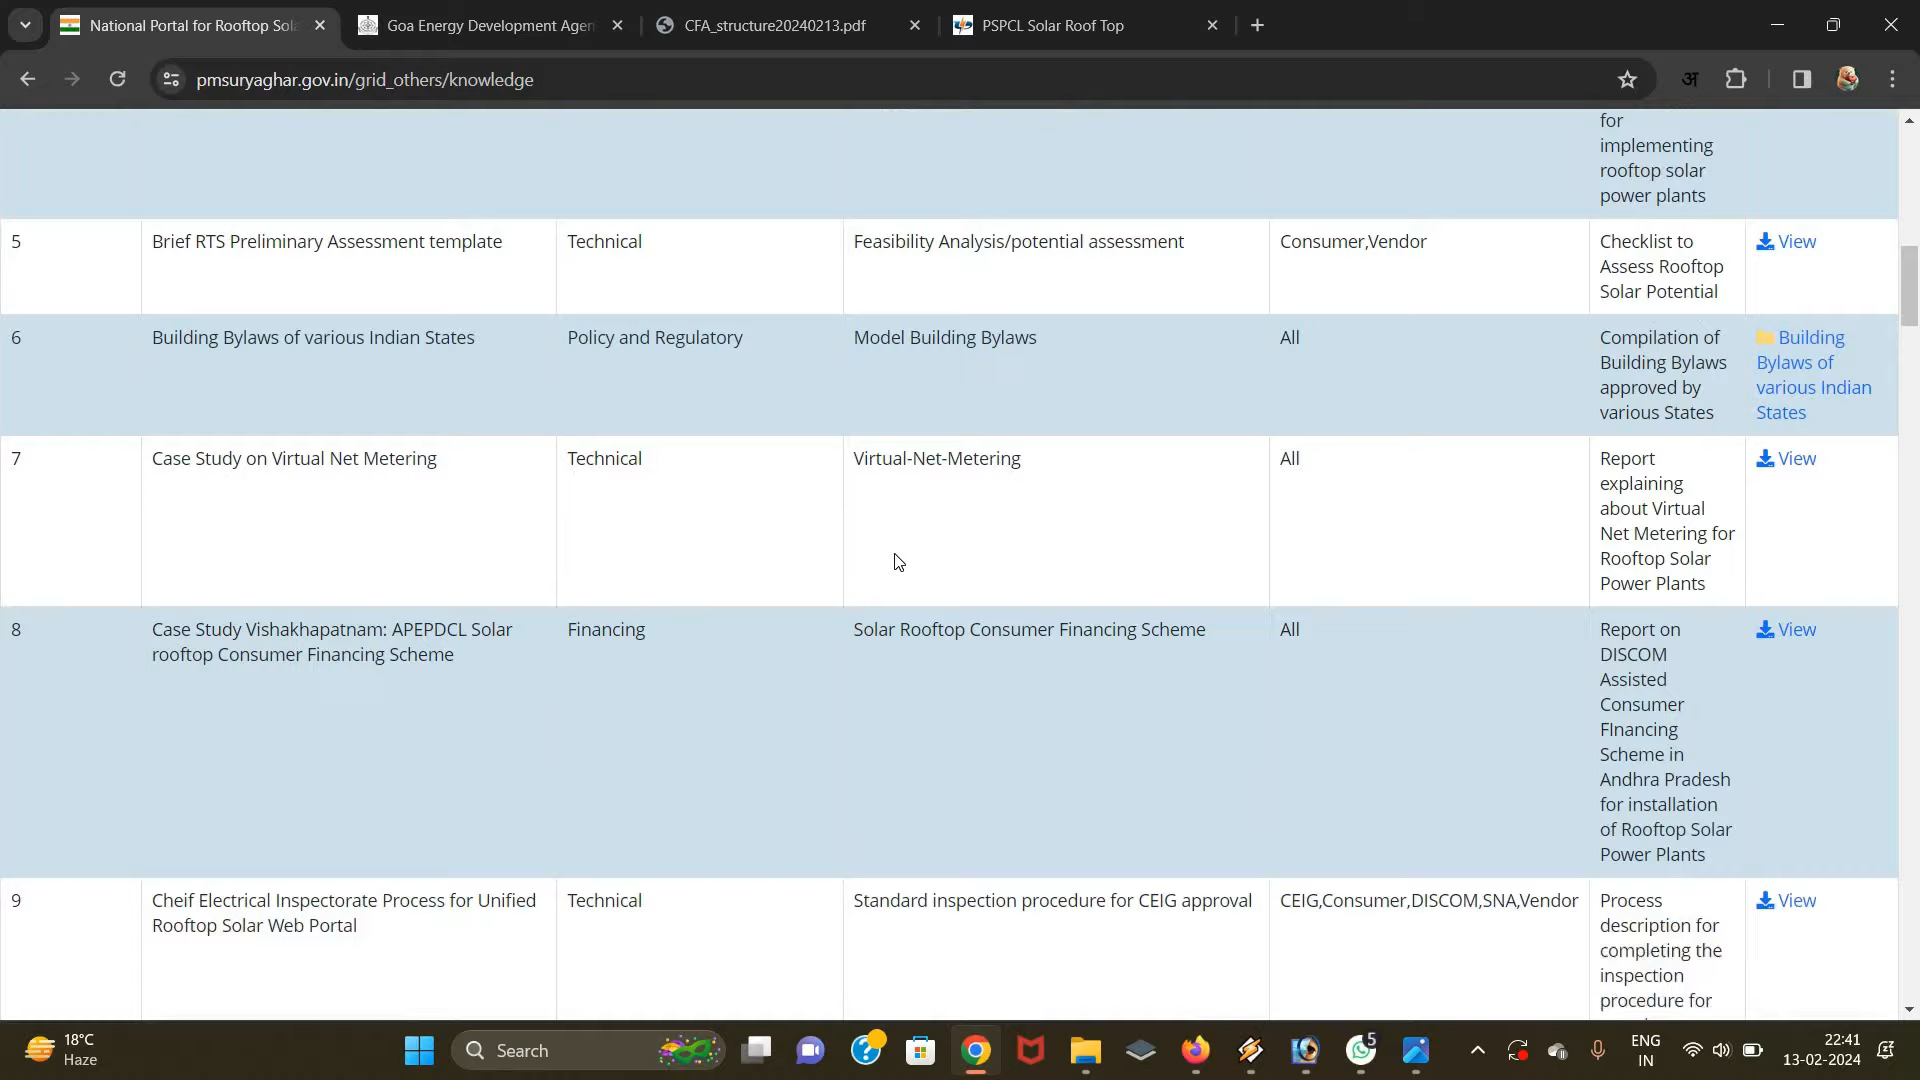 National Portal for Rooftop Sola
Goa Energy Development Agen
CFA_structure20240213.pdf
PSPCL Solar Roof Top
pmsuryaghar.gov.in/grid_others/knowledge
अ
for
implementing
rooftop solar
power plants
5
Brief RTS Preliminary Assessment template
Technical
Feasibility Analysis/potential assessment
Consumer,Vendor
Checklist to
Assess Rooftop
Solar Potential
View
6
Building Bylaws of various Indian States
Policy and Regulatory
Model Building Bylaws
All
Compilation of
Building Bylaws
approved by
various States
Building
Bylaws of
various Indian
States
7
Case Study on Virtual Net Metering
Technical
Virtual-Net-Metering
All
Report
explaining
about Virtual
Net Metering for
Rooftop Solar
Power Plants
View
8
Case Study Vishakhapatnam: APEPDCL Solar
rooftop Consumer Financing Scheme
Financing
Solar Rooftop Consumer Financing Scheme
All
Report on
DISCOM
Assisted
Consumer
FInancing
Scheme in
Andhra Pradesh
for installation
of Rooftop Solar
Power Plants
View
9
Cheif Electrical Inspectorate Process for Unified
Rooftop Solar Web Portal
Technical
Standard inspection procedure for CEIG approval
CEIG,Consumer,DISCOM,SNA,Vendor
Process
description for
completing the
inspection
procedure for
View
18°C
Haze
Search
5
ENG
IN
22:41
13-02-2024